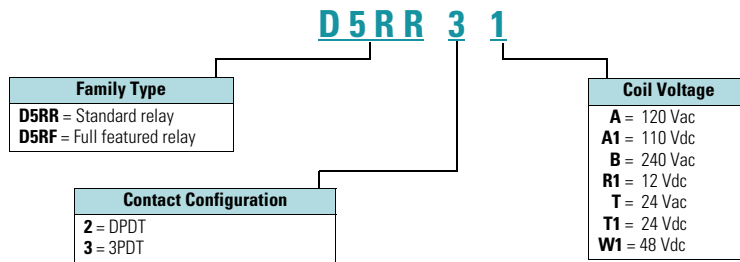 D5RR 3 1
Family Type
D5RR = Standard relay
D5RF = Full featured relay
Contact Configuration
2 = DPDT
3 = 3PDT
Coil Voltage
A = 120 Vac
A1 = 110 Vdc
B = 240 Vac
R1 = 12 Vdc
T = 24 Vac
T1 = 24 Vdc
W1 = 48 Vdc